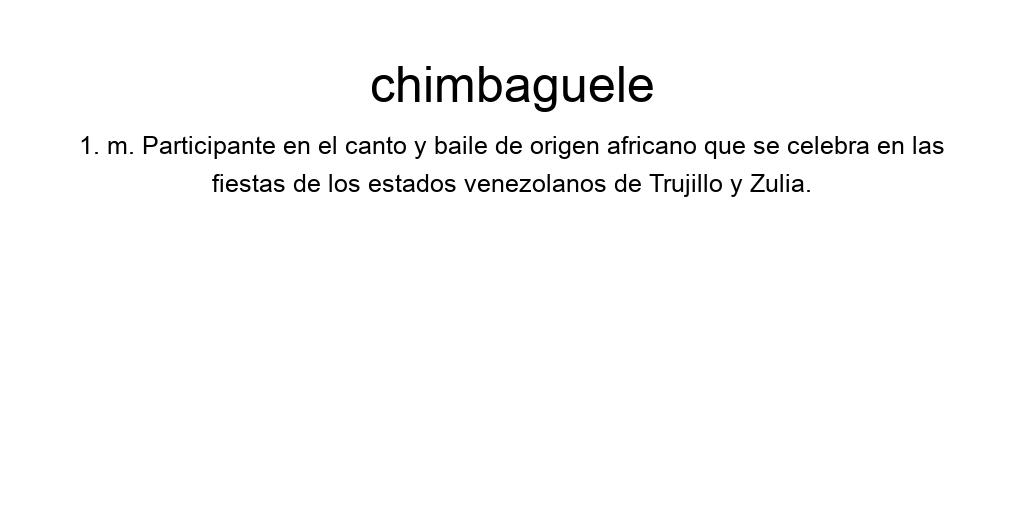 chimbaguele
1. m. Participante en el canto y baile de origen africano que se celebra en las
fiestas de los estados venezolanos de Trujillo y Zulia.